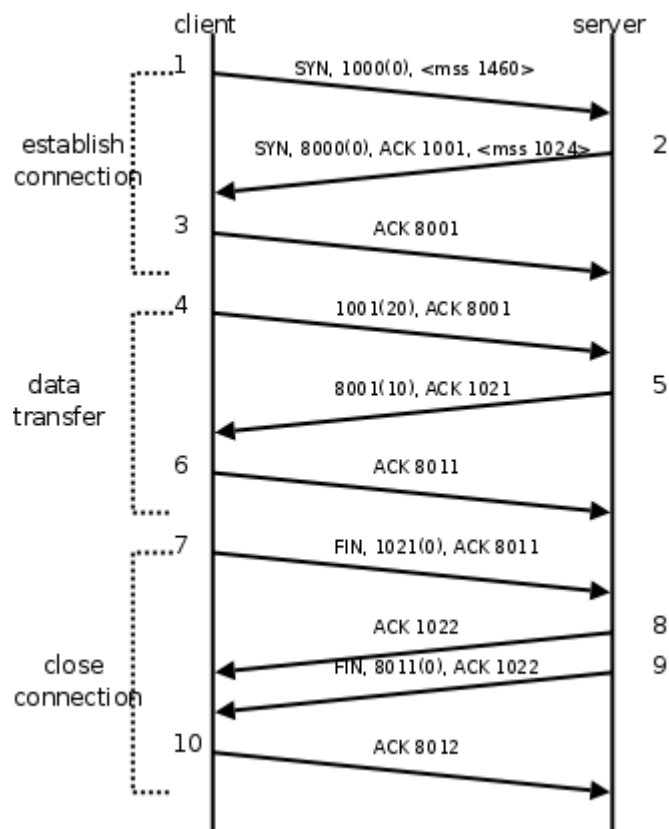 client server
1 SYN, 1000(0), <mss 1460>
establish
connection
SYN, 8000(0), ACK 1001, <mss 1024> 2
3 ACK 8001
4 1001(20), ACK 8001
data
transfer
8001(10), ACK 1021 5
6 ACK 8011
7 FIN, 1021(0), ACK 8011
ACK 1022 8
close
connection
FIN, 8011(0), ACK 1022 9
10 ACK 8012